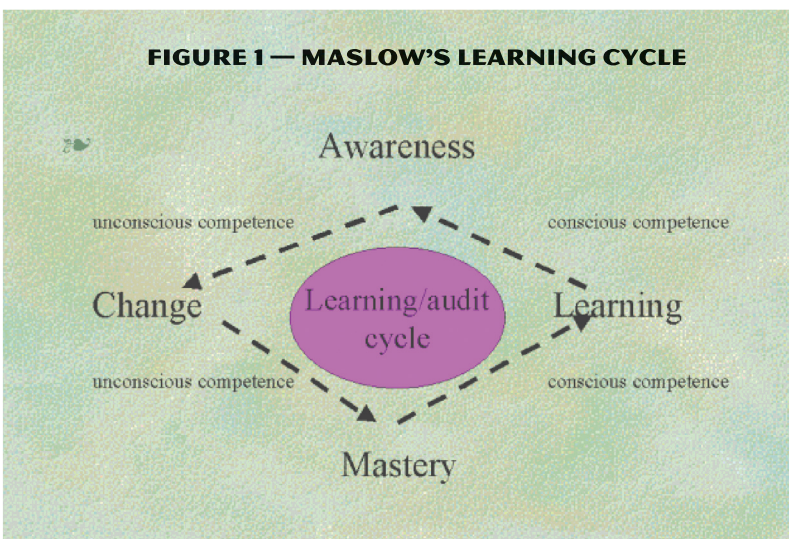 FIGURE 1 — MASLOW'S LEARNING CYCLE
Awareness
unconscious competence
conscious competence
Change
Learning/audit
cycle
Learning
unconscious competence
conscious competence
Mastery